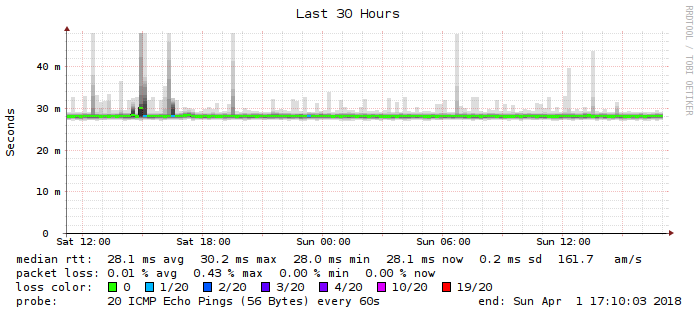 Last 30 Hours
RRDTOOL / TOBI OETIKER
Seconds
40 m
30 m
20 m
10 m
0
Sat 12:00 Sat 18:00 Sun 00:00 Sun 06:00 Sun 12:00
median rtt: 28.1 ms avg 30.2 ms max 28.0 ms min 28.1 ms now 0.2 ms sd 161.7 am/s
packet loss: 0.01 % avg 0.43 % max 0.00 % min 0.00 % now
loss color: 0 1/20 2/20 3/20 4/20 10/20 19/20
probe: 20 ICMP Echo Pings (56 Bytes) every 60s end: Sun Apr 1 17:10:03 2018